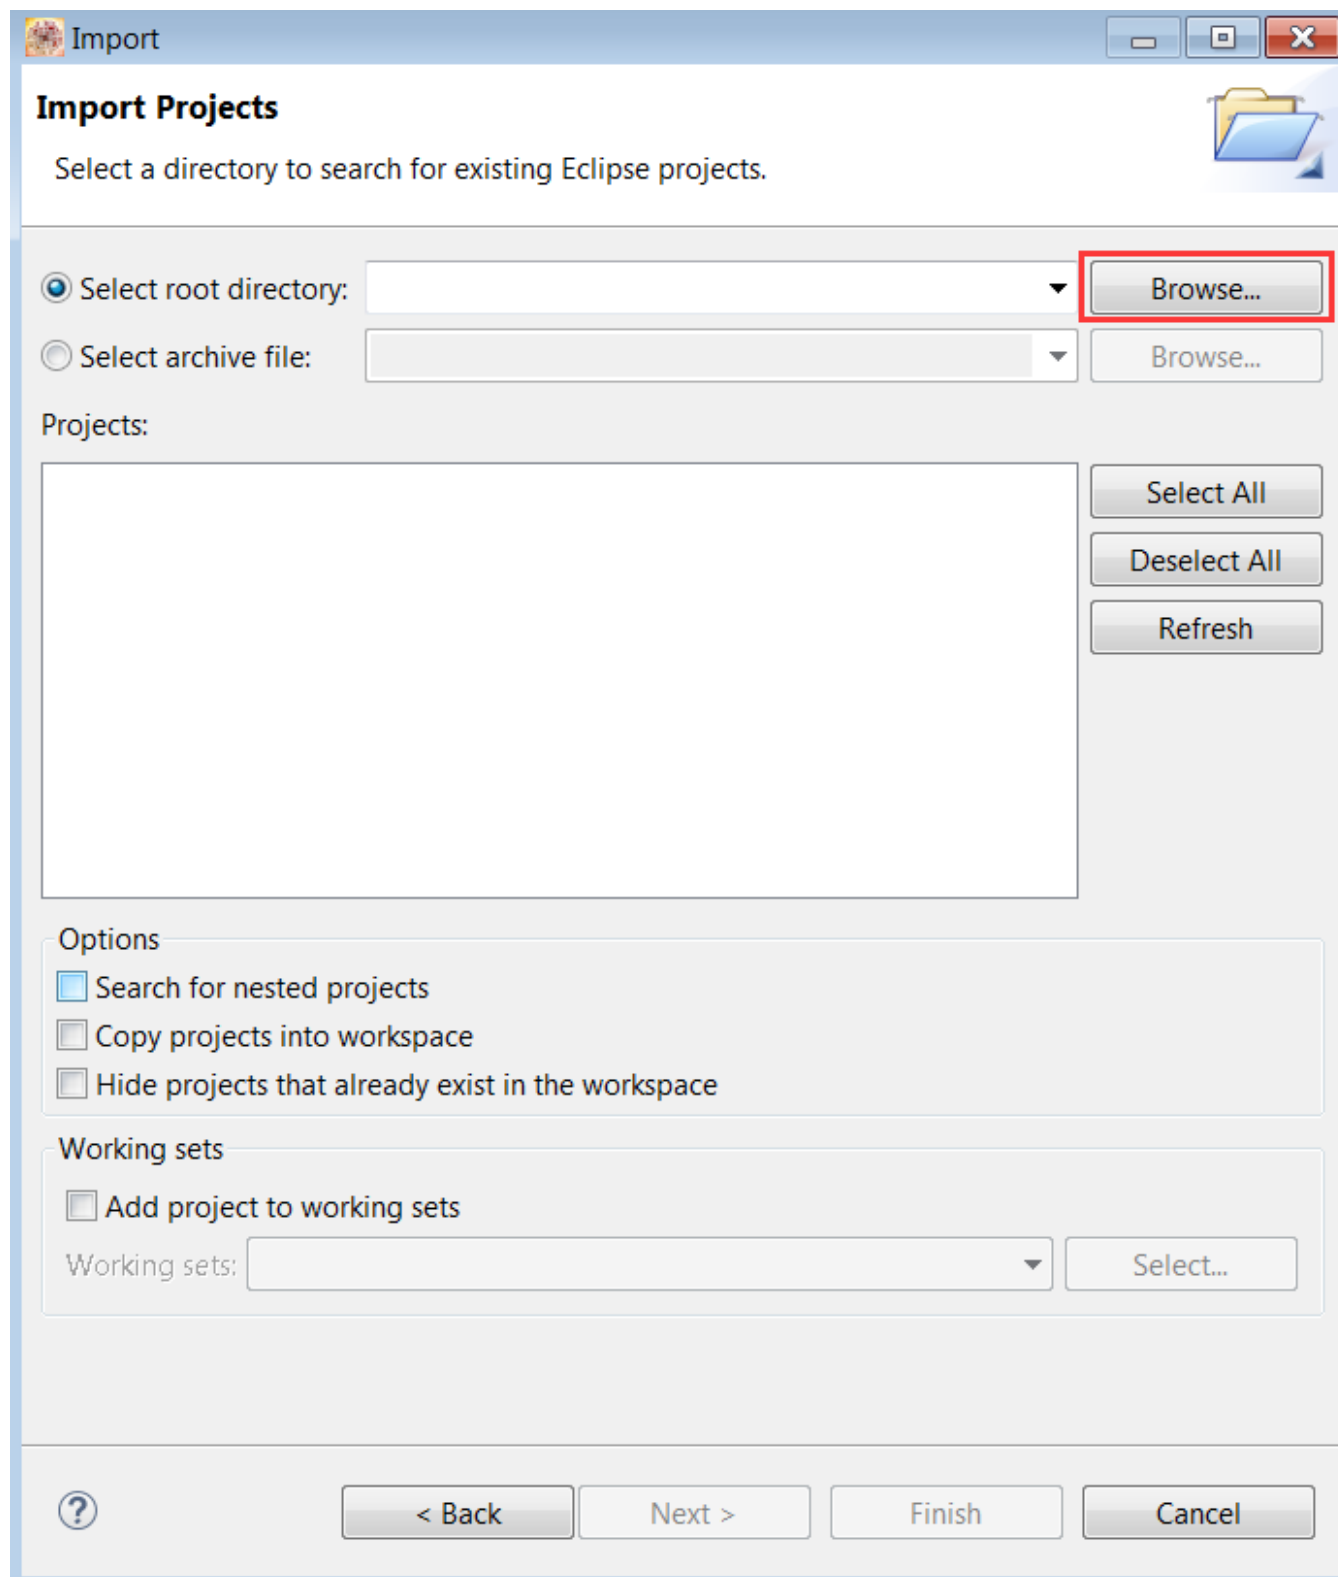 Import
Import Projects
Select a directory to search for existing Eclipse projects.
Select root directory: Browse...
Select archive file: Browse...
Projects:
Select All
Deselect All
Refresh
Options
Search for nested projects
Copy projects into workspace
Hide projects that already exist in the workspace
Working sets
Add project to working sets
Working sets: Select...
? < Back Next > Finish Cancel